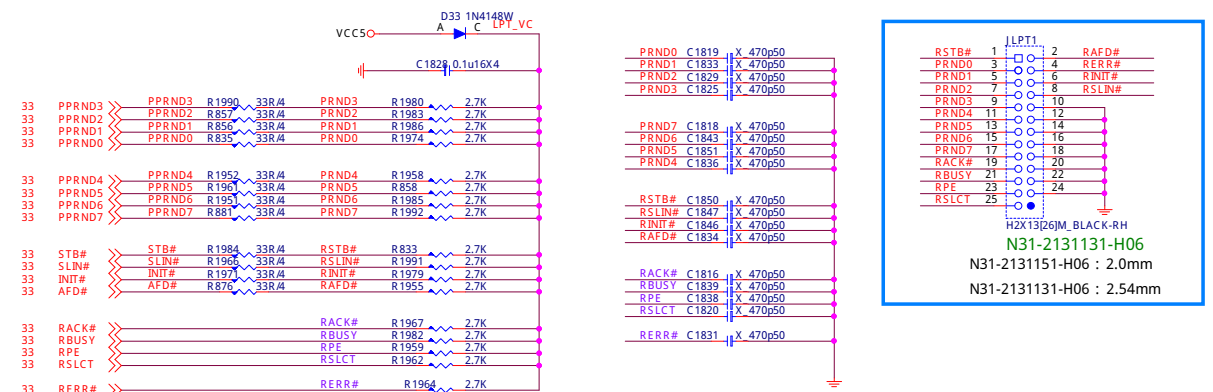 D33 1N4148W
VCC5 A C LPT_VC
C1828 0.1u16X4
33 PPRND3 PPRND3 R1990 33R/4 PRND3 R1980 2.7K
33 PPRND2 PPRND2 R857 33R/4 PRND2 R1983 2.7K
33 PPRND1 PPRND1 R856 33R/4 PRND1 R1986 2.7K
33 PPRND0 PPRND0 R835 33R/4 PRND0 R1974 2.7K
33 PPRND4 PPRND4 R1952 33R/4 PRND4 R1958 2.7K
33 PPRND5 PPRND5 R1961 33R/4 PRND5 R858 2.7K
33 PPRND6 PPRND6 R1951 33R/4 PRND6 R1985 2.7K
33 PPRND7 PPRND7 R881 33R/4 PRND7 R1992 2.7K
33 STB# STB# R1984 33R/4 RSTB# R833 2.7K
33 SLIN# SLIN# R1966 33R/4 RSLIN# R1991 2.7K
33 INIT# INIT# R1971 33R/4 RINIT# R1979 2.7K
33 AFD# AFD# R876 33R/4 RAFD# R1955 2.7K
33 RACK# RACK# R1967 2.7K
33 RBUSY RBUSY R1982 2.7K
33 RPE RPE R1959 2.7K
33 RSLCT RSLCT R1962 2.7K
33 RERR# RERR# R1964 2.7K
PRND0 C1819 X_470p50
PRND1 C1833 X_470p50
PRND2 C1829 X_470p50
PRND3 C1825 X_470p50
PRND7 C1818 X_470p50
PRND6 C1843 X_470p50
PRND5 C1851 X_470p50
PRND4 C1836 X_470p50
RSTB# C1850 X_470p50
RSLIN# C1847 X_470p50
RINIT# C1846 X_470p50
RAFD# C1834 X_470p50
RACK# C1816 X_470p50
RBUSY C1839 X_470p50
RPE C1838 X_470p50
RSLCT C1820 X_470p50
RERR# C1831 X_470p50
JLPT1
RSTB# 1 2 RAFD#
PRND0 3 4 RERR#
PRND1 5 6 RINIT#
PRND2 7 8 RSLIN#
PRND3 9 10
PRND4 11 12
PRND5 13 14
PRND6 15 16
PRND7 17 18
RACK# 19 20
RBUSY 21 22
RPE 23 24
RSLCT 25
H2X13[26]M_BLACK-RH
N31-2131131-H06
N31-2131151-H06 : 2.0mm
N31-2131131-H06 : 2.54mm